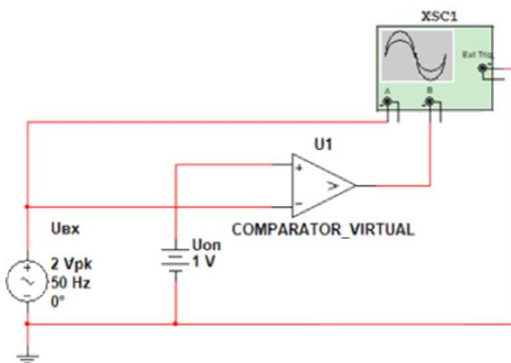 XSC1
Ext Trig
+
-
A
B
+
-
+
-
U1
+
-
>
COMPARATOR_VIRTUAL
Uвх
2 Vpk
50 Hz
0°
+
~
-
Uоп
1 V